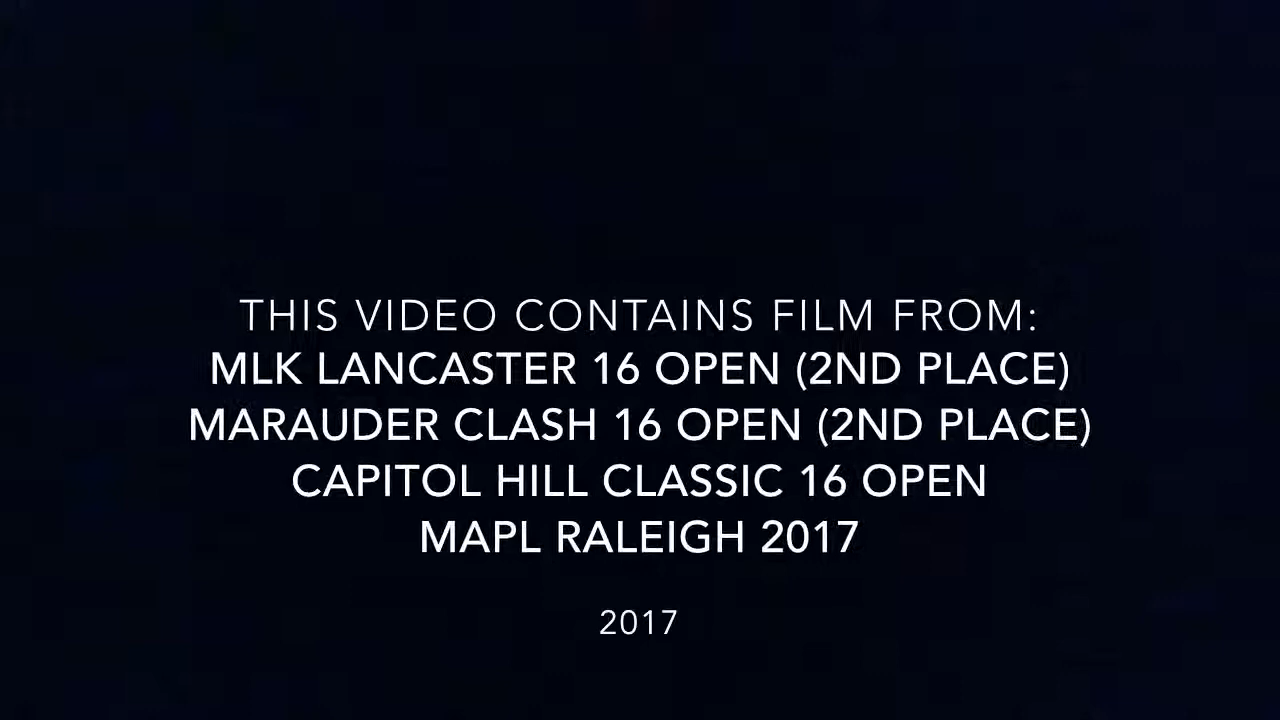 THIS VIDEO CONTAINS FILM FROM:
MLK LANCASTER 16 OPEN (2ND PLACE)
MARAUDER CLASH 16 OPEN (2ND PLACE)
CAPITOL HILL CLASSIC 16 OPEN
MAPL RALEIGH 2017
2017